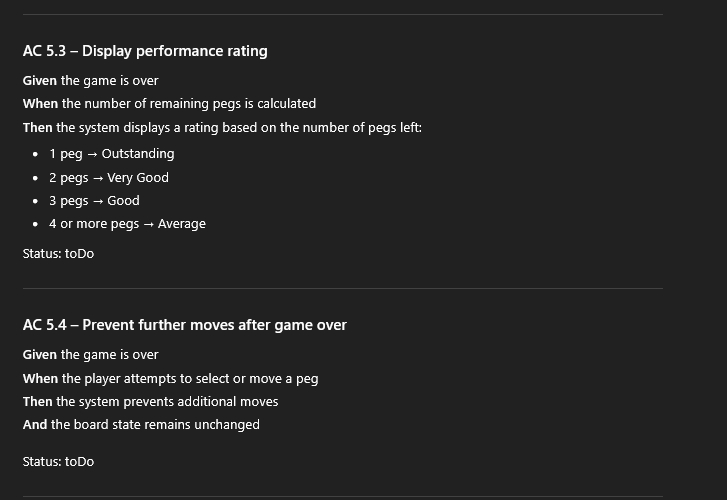 AC 5.3 – Display performance rating
Given the game is over
When the number of remaining pegs is calculated
Then the system displays a rating based on the number of pegs left:
• 1 peg → Outstanding
• 2 pegs → Very Good
• 3 pegs → Good
• 4 or more pegs → Average
Status: toDo
AC 5.4 – Prevent further moves after game over
Given the game is over
When the player attempts to select or move a peg
Then the system prevents additional moves
And the board state remains unchanged
Status: toDo